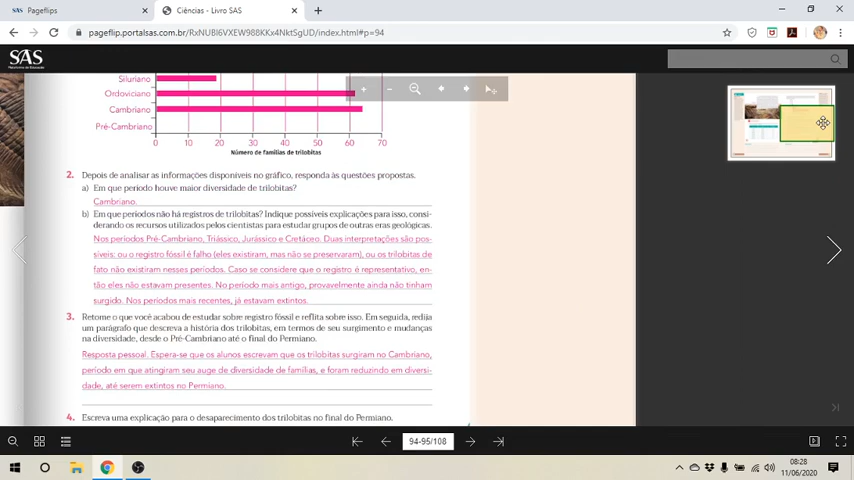 Pageflips
Ciências - Livro SAS
pageflip.portalsas.com.br/RxNUBI6VXEW988KKx4NktSgUD/index.html#p=94
SAS
Plataforma de Educação
Siluriano
Ordoviciano
Cambriano
Pré-Cambriano
0 10 20 30 40 50 60 70
Número de famílias de trilobitas
2. Depois de analisar as informações disponíveis no gráfico, responda às questões propostas.
a) Em que período houve maior diversidade de trilobitas?
Cambriano.
b) Em que períodos não há registros de trilobitas? Indique possíveis explicações para isso, consi-
derando os recursos utilizados pelos cientistas para estudar grupos de outras eras geológicas.
Nos períodos Pré-Cambriano, Triássico, Jurássico e Cretáceo. Duas interpretações são pos-
síveis: ou o registro fóssil é falho (eles existiram, mas não se preservaram), ou os trilobitas de
fato não existiram nesses períodos. Caso se considere que o registro é representativo, en-
tão eles não estavam presentes. No período mais antigo, provavelmente ainda não tinham
surgido. Nos períodos mais recentes, já estavam extintos.
3. Retome o que você acabou de estudar sobre registro fóssil e reflita sobre isso. Em seguida, redija
um parágrafo que descreva a história dos trilobitas, em termos de seu surgimento e mudanças
na diversidade, desde o Pré-Cambriano até o final do Permiano.
Resposta pessoal. Espera-se que os alunos escrevam que os trilobitas surgiram no Cambriano,
período em que atingiram seu auge de diversidade de famílias, e foram reduzindo em diversi-
dade, até serem extintos no Permiano.
4. Escreva uma explicação para o desaparecimento dos trilobitas no final do Permiano.
94-95/108
08:28
11/06/2020